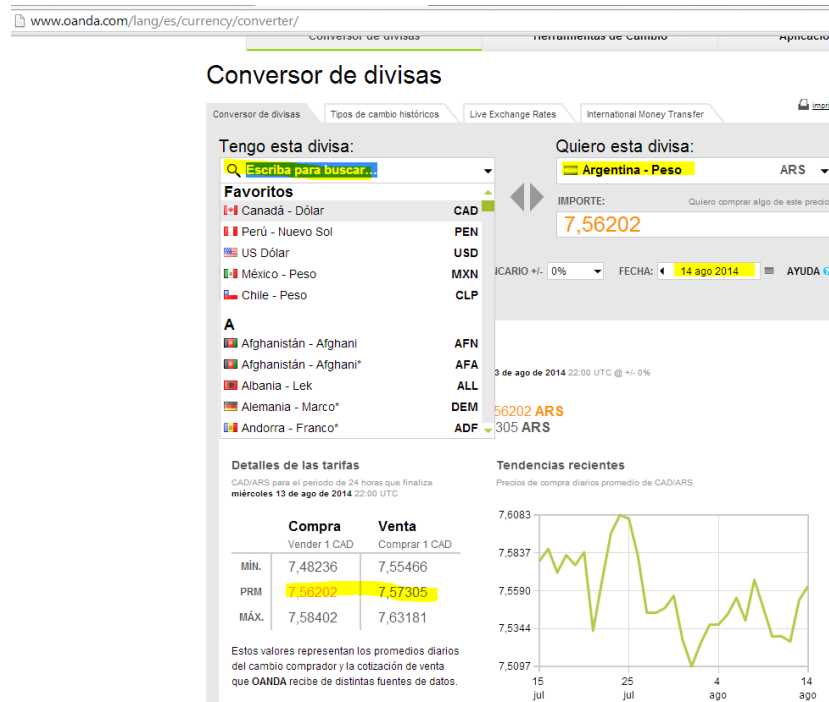 www.oanda.com/lang/es/currency/converter/
Conversor de divisas Herramientas de Cambio
Conversor de divisas
Conversor de divisas Tipos de cambio históricos Live Exchange Rates International Money Transfer
Tengo esta divisa: Quiero esta divisa:
Escriba para buscar... Argentina - Peso ARS
Favoritos
Canadá - Dólar CAD IMPORTE: Quiero comprar algo de este precio
Perú - Nuevo Sol PEN 7,56202
US Dólar USD
México - Peso MXN NCARIO +/- 0% FECHA: 14 ago 2014 AYUDA
Chile - Peso CLP
A
Afghanistán - Afghani AFN
Afghanistán - Afghani* AFA 3 de ago de 2014 22:00 UTC @ +/- 0%
Albania - Lek ALL
Alemania - Marco* DEM 56202 ARS
Andorra - Franco* ADF 305 ARS
Detalles de las tarifas
CAD/ARS para el periodo de 24 horas que finaliza
miércoles 13 de ago de 2014 22:00 UTC
Compra Venta
Vender 1 CAD Comprar 1 CAD
MÍN. 7,48236 7,55466
PRM 7,56202 7,57305
MÁX. 7,58402 7,63181
Estos valores representan los promedios diarios
del cambio comprador y la cotización de venta
que OANDA recibe de distintas fuentes de datos.
Tendencias recientes
Precios de compra diarios promedio de CAD/ARS
7,6083
7,5837
7,5590
7,5344
7,5097
15 25 4 14
jul jul ago ago